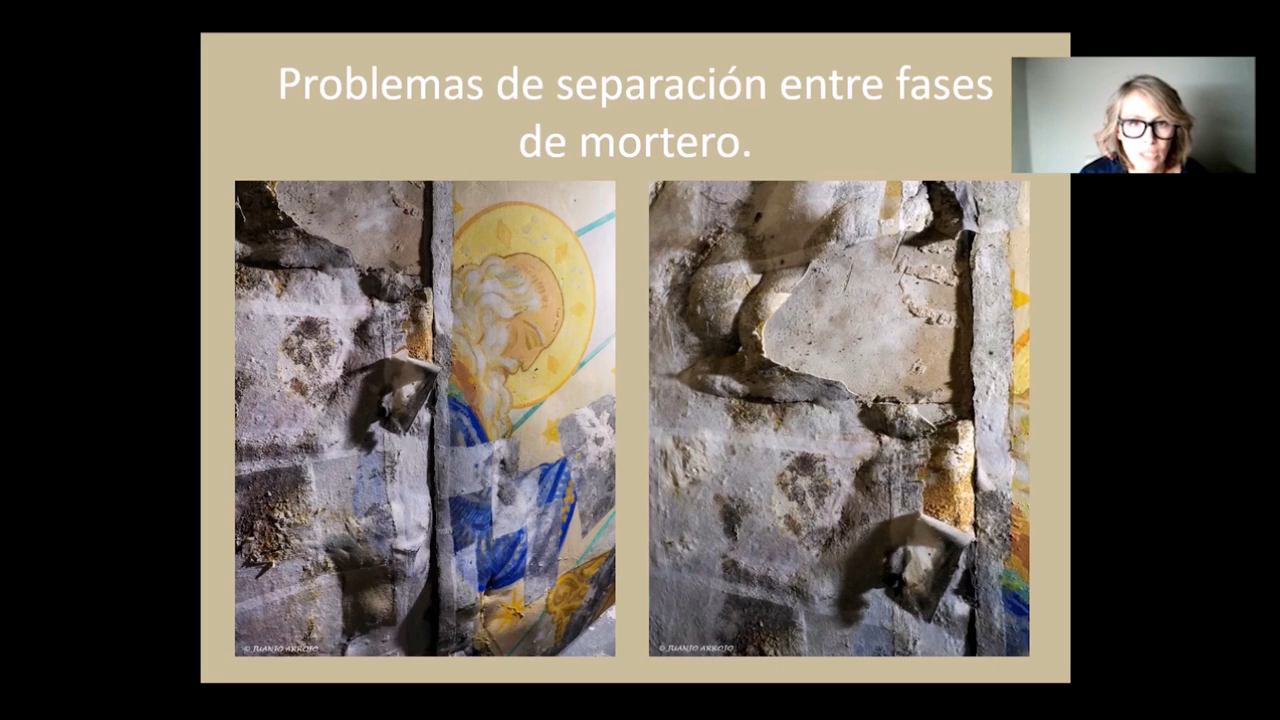 Problemas de separación entre fases
de mortero.
© JUANJO ARROJO
© JUANJO ARROJO